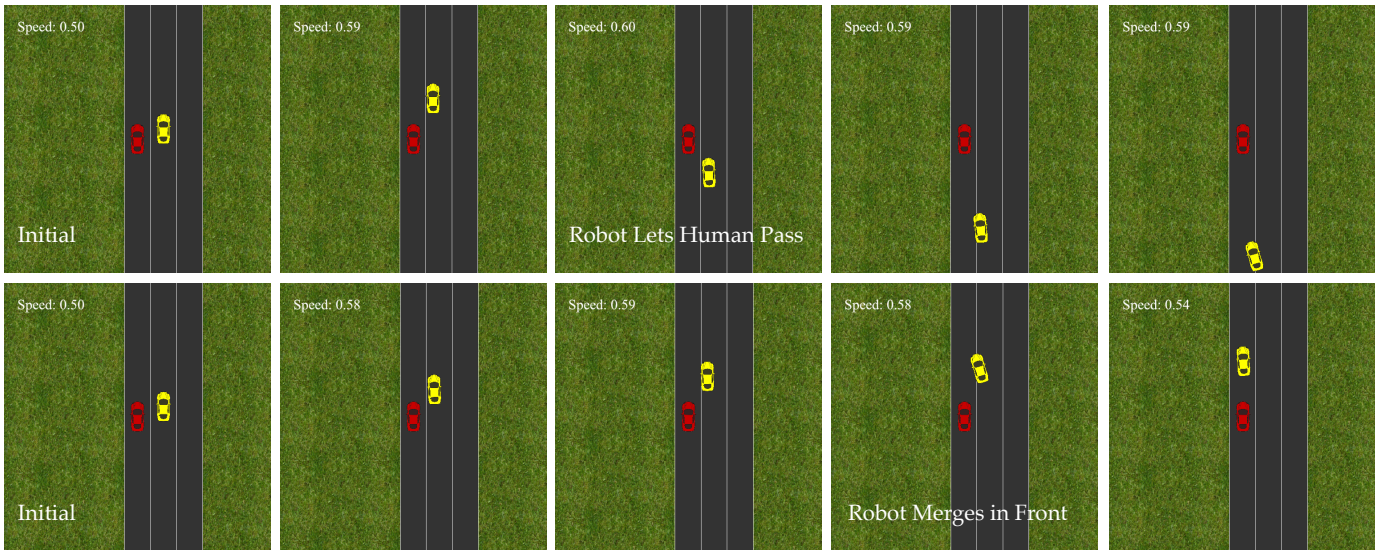 Speed: 0.50
Speed: 0.59
Speed: 0.60
Speed: 0.59
Speed: 0.59
Initial
Robot Lets Human Pass
Speed: 0.50
Speed: 0.58
Speed: 0.59
Speed: 0.58
Speed: 0.54
Initial
Robot Merges in Front